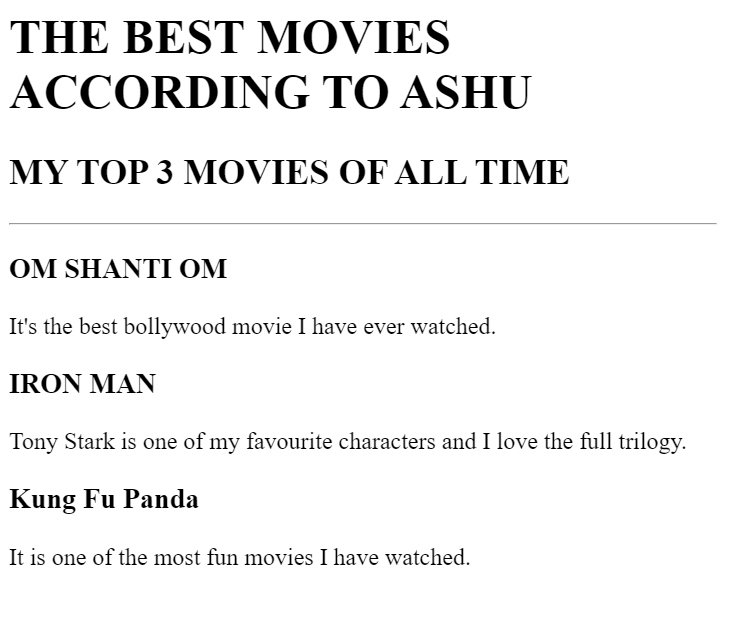 THE BEST MOVIES
ACCORDING TO ASHU
MY TOP 3 MOVIES OF ALL TIME
OM SHANTI OM
It's the best bollywood movie I have ever watched.
IRON MAN
Tony Stark is one of my favourite characters and I love the full trilogy.
Kung Fu Panda
It is one of the most fun movies I have watched.